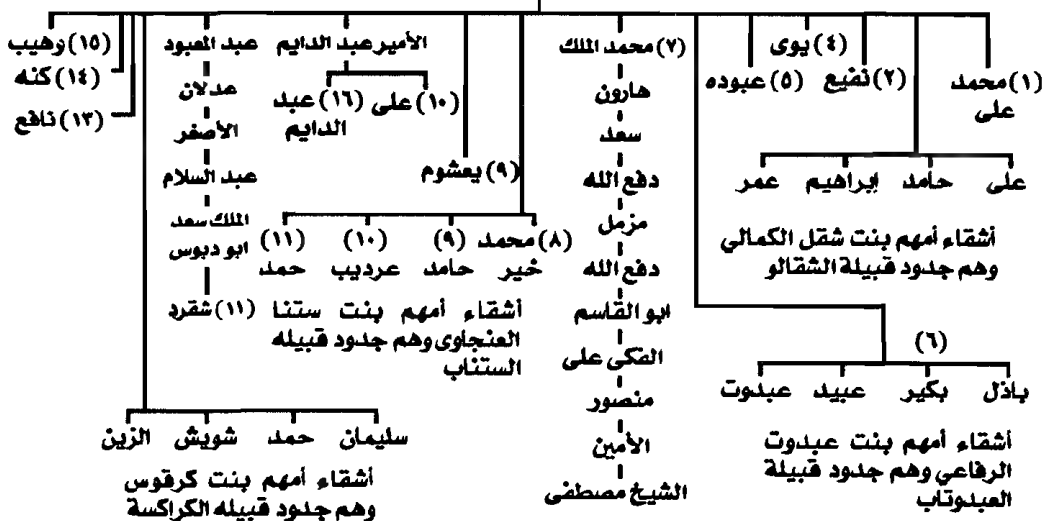 (١) محمد
على
(٢) نفيع
(٤) يوى
(٥) عبوده
(٧) محمد الملك
الأمير عبد الدايم
عبد المعبود
(١٥) وهيب
(١٤) كنه
(١٣) نافع
على
حامد
إبراهيم
عمر
أشقاء أمهم بنت شقل الكمالي
وهم جدود قبيلة الشقالو
(٦)
باذل
بكير
عبيد
عبدوت
أشقاء أمهم بنت عبدوت
الرفاعي وهم جدود قبيلة
العبدوتاب
هارون
سعد
دفع الله
مزمل
دفع الله
ابو القاسم
الفكى على
منصور
الأمين
الشيخ مصطفى
(١٠) على
(١٦) عبد
الدايم
(٩) يعشوم
(٨) محمد
خير
(٩)
حامد
(١٠)
عرديب
(١١)
حمد
أشقاء أمهم بنت ستنا
العنجاوى وهم جدود قبيله
الستناب
عدلان
الأصفر
عبد السلام
الملك سعد
ابو دبوس
(١١) شقرد
سليمان
حمد
شويش
الزين
أشقاء أمهم بنت كرقوس
وهم جدود قبيله الكراكسة